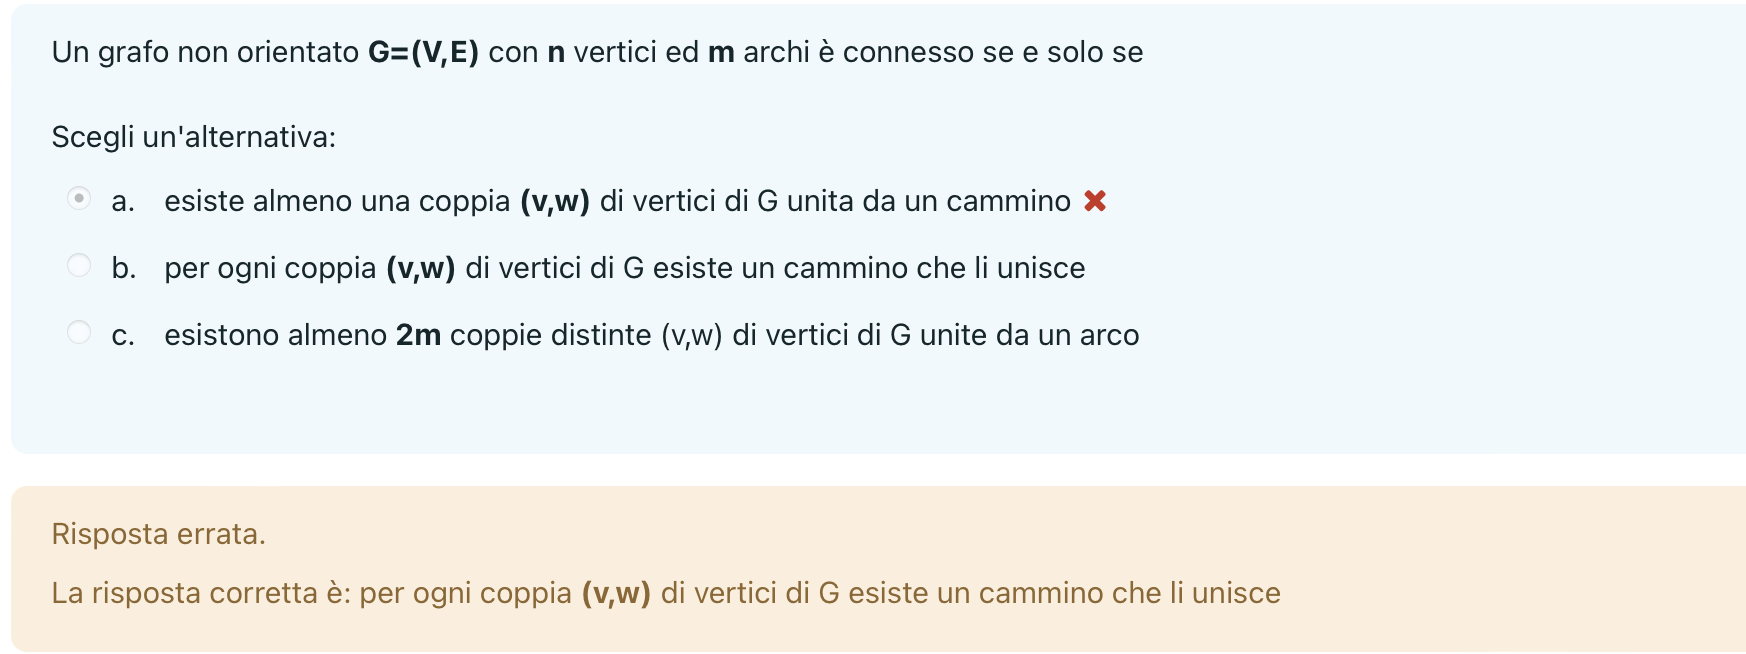 Un grafo non orientato G=(V,E) con n vertici ed m archi è connesso se e solo se
Scegli un'alternativa:
a. esiste almeno una coppia (v,w) di vertici di G unita da un cammino ✖
b. per ogni coppia (v,w) di vertici di G esiste un cammino che li unisce
c. esistono almeno 2m coppie distinte (v,w) di vertici di G unite da un arco
Risposta errata.
La risposta corretta è: per ogni coppia (v,w) di vertici di G esiste un cammino che li unisce